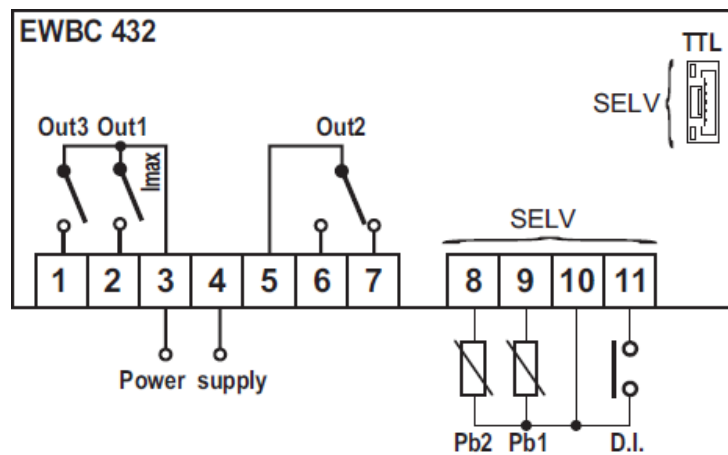 EWBC 432
TTL
SELV
Out3 Out1 Out2
Imax
SELV
1 2 3 4 5 6 7 8 9 10 11
Power supply
Pb2 Pb1 D.I.